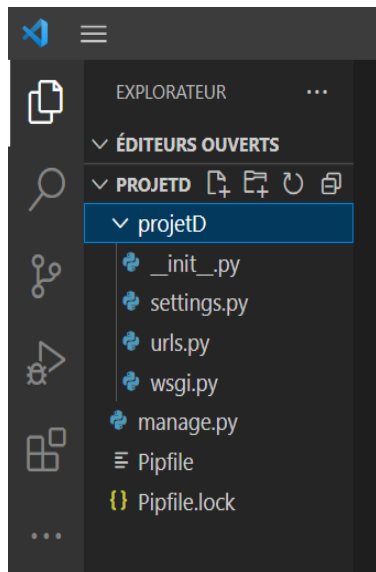 EXPLORATEUR
ÉDITEURS OUVERTS
PROJETD
projetD
__init__.py
settings.py
urls.py
wsgi.py
manage.py
Pipfile
Pipfile.lock